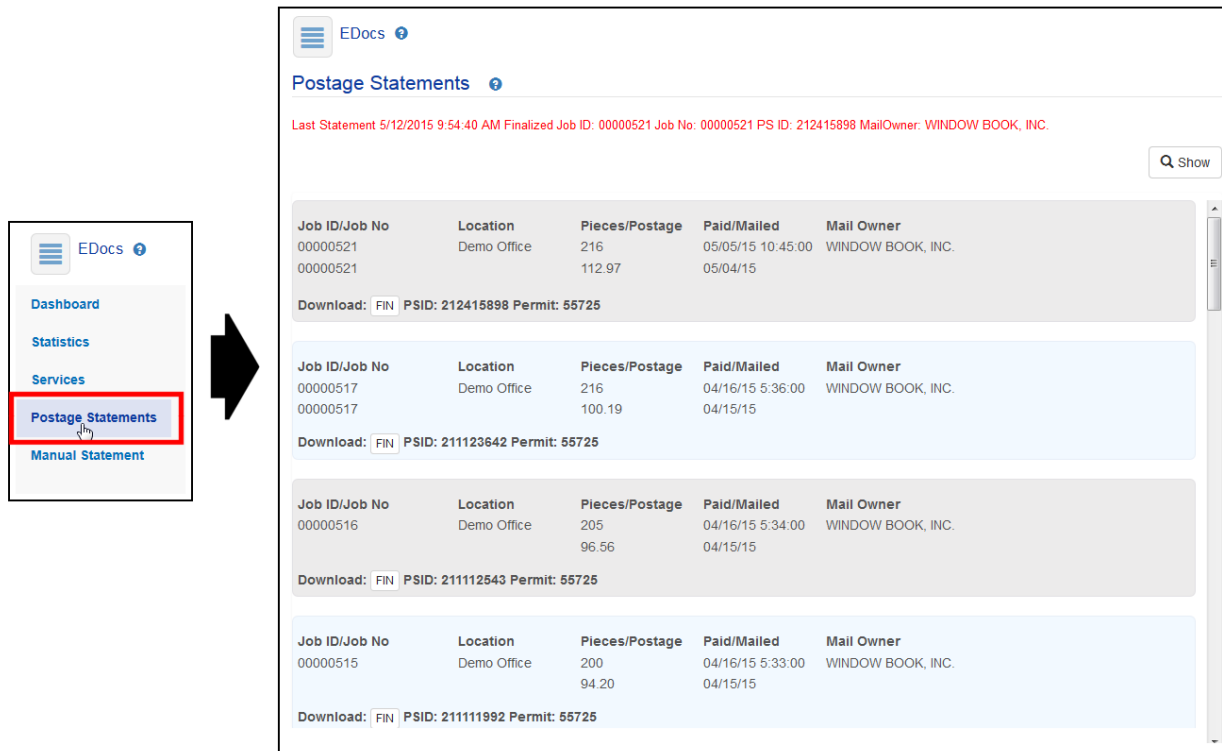 EDocs
Dashboard
Statistics
Services
Postage Statements
Manual Statement
EDocs
Postage Statements
Last Statement 5/12/2015 9:54:40 AM Finalized Job ID: 00000521 Job No: 00000521 PS ID: 212415898 MailOwner: WINDOW BOOK, INC.
Show
Job ID/Job No Location Pieces/Postage Paid/Mailed Mail Owner
00000521 Demo Office 216 05/05/15 10:45:00 WINDOW BOOK, INC.
00000521 112.97 05/04/15
Download: FIN PSID: 212415898 Permit: 55725
Job ID/Job No Location Pieces/Postage Paid/Mailed Mail Owner
00000517 Demo Office 216 04/16/15 5:36:00 WINDOW BOOK, INC.
00000517 100.19 04/15/15
Download: FIN PSID: 211123642 Permit: 55725
Job ID/Job No Location Pieces/Postage Paid/Mailed Mail Owner
00000516 Demo Office 205 04/16/15 5:34:00 WINDOW BOOK, INC.
96.56 04/15/15
Download: FIN PSID: 211112543 Permit: 55725
Job ID/Job No Location Pieces/Postage Paid/Mailed Mail Owner
00000515 Demo Office 200 04/16/15 5:33:00 WINDOW BOOK, INC.
94.20 04/15/15
Download: FIN PSID: 211111992 Permit: 55725